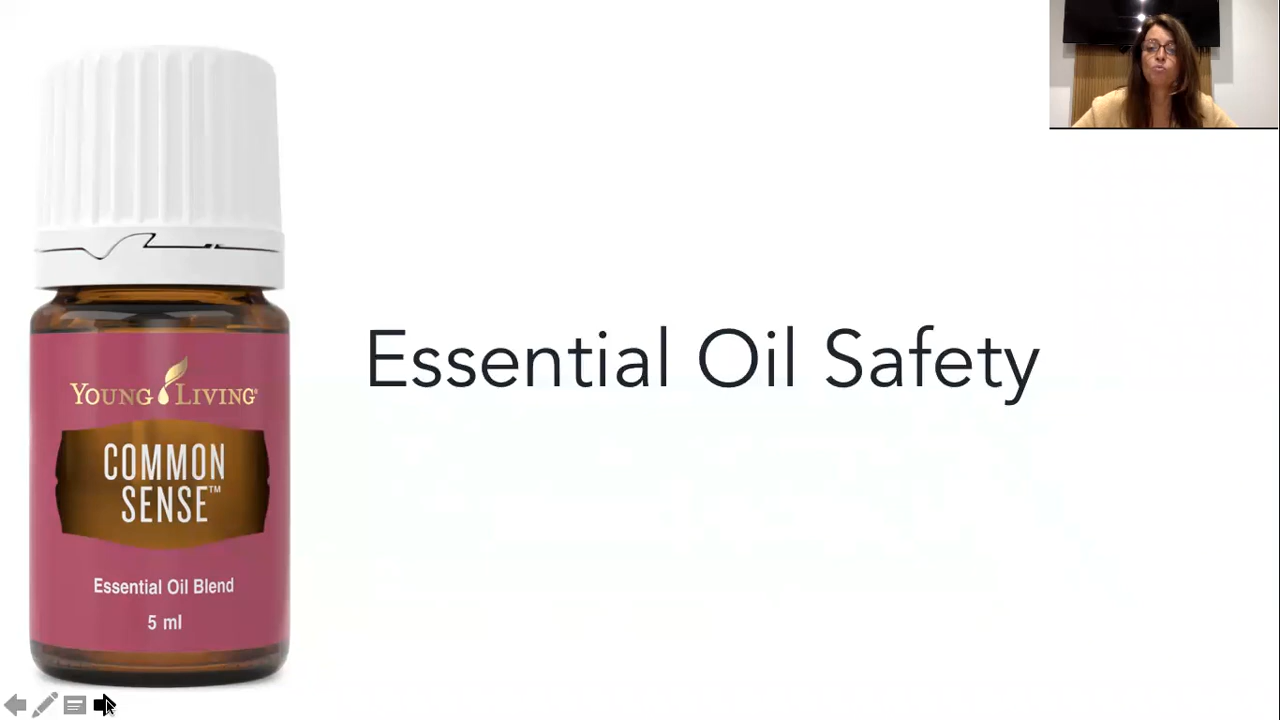 Essential Oil Safety
YOUNG LIVING®
COMMON
SENSE™
Essential Oil Blend
5 ml